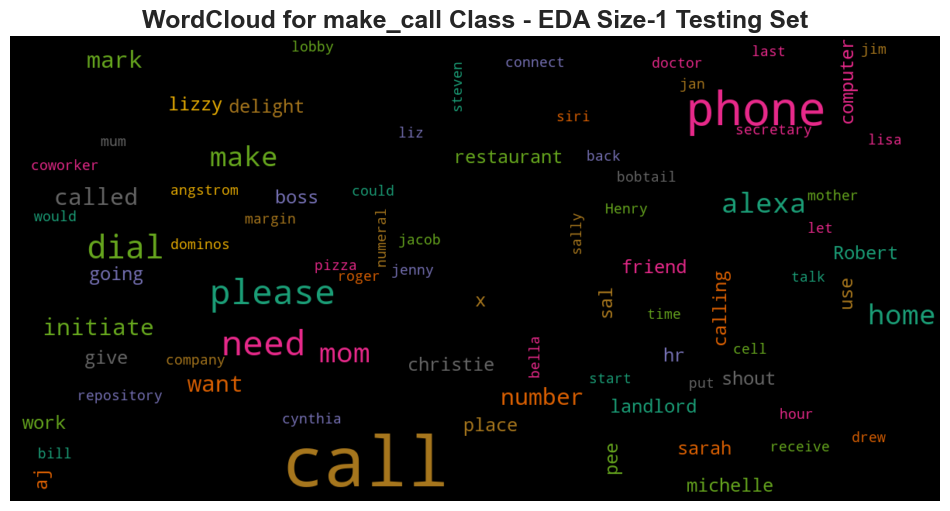 WordCloud for make_call Class - EDA Size-1 Testing Set
lobby
mark
steven
connect
doctor
last
jim
computer
jan
lizzy
delight
phone
siri
secretary
liz
lisa
mum
make
restaurant
back
coworker
bobtail
called
angstrom
boss
could
alexa
mother
would
margin
Henry
let
dial
dominos
numeral
jacob
sally
Robert
going
pizza
roger
jenny
friend
talk
use
please
x
sal
calling
time
home
initiate
need
mom
hr
cell
give
company
christie
bella
start
put
shout
want
repository
number
landlord
hour
work
cynthia
place
bill
call
pee
sarah
receive
drew
aj
michelle